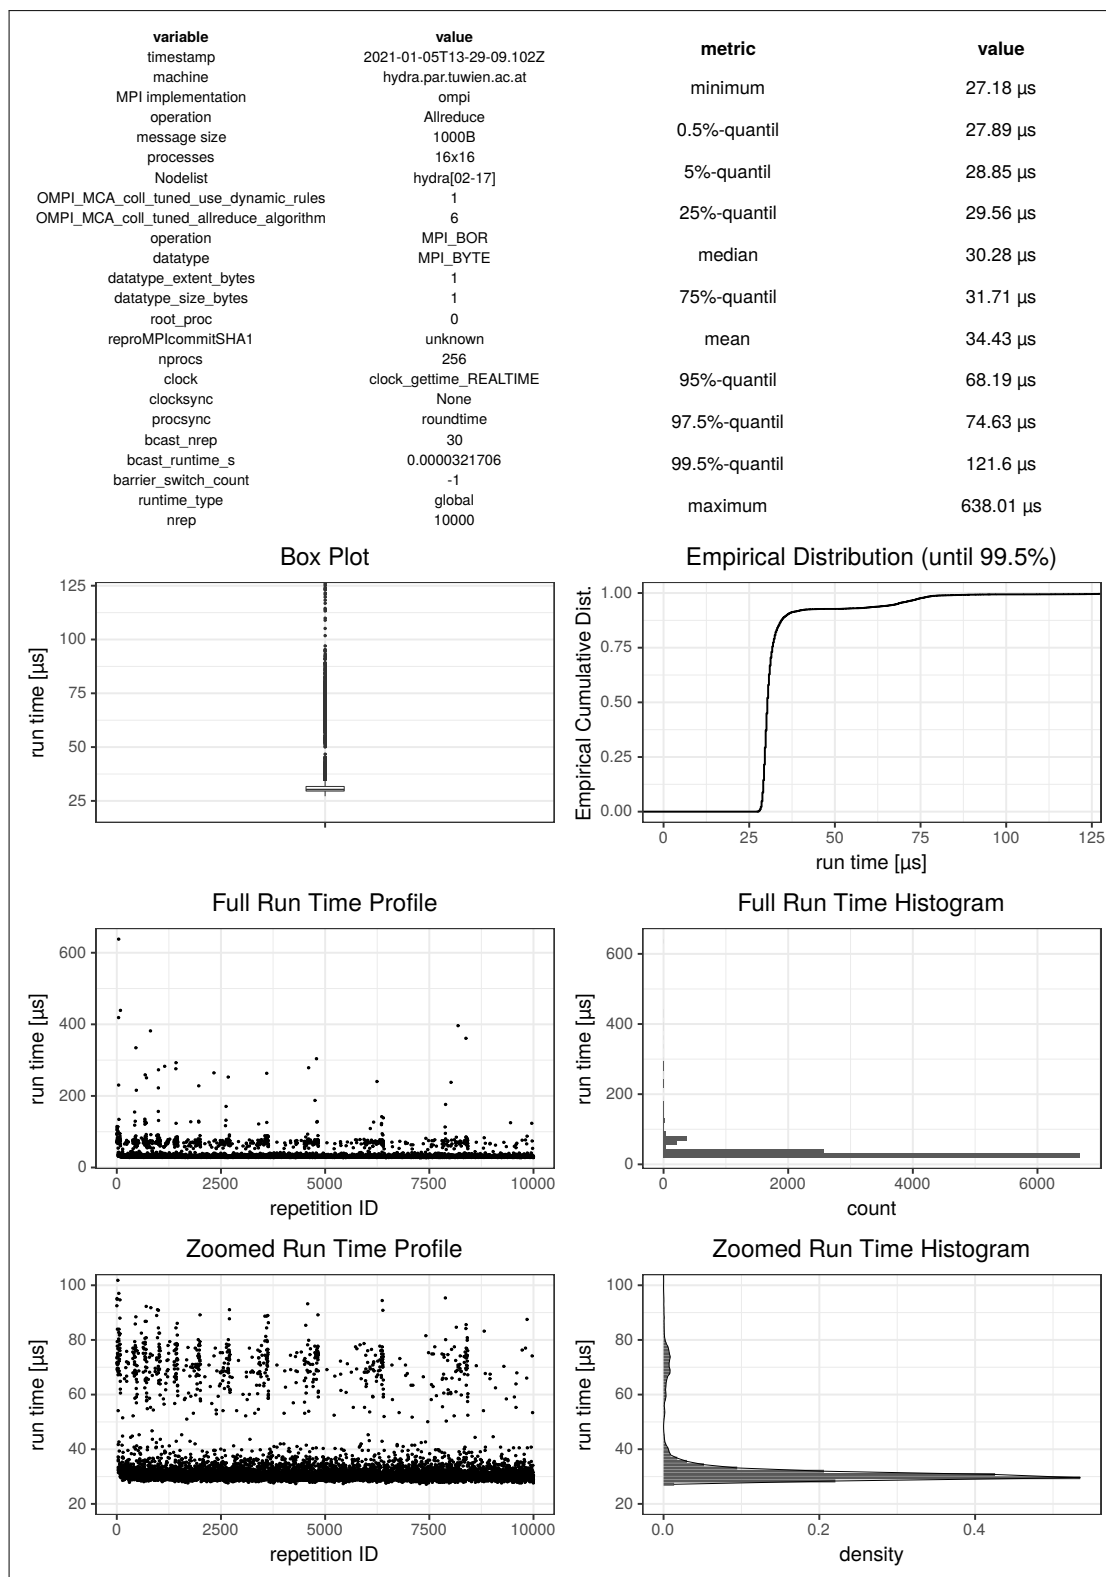 variable value
timestamp 2021-01-05T13-29-09.102Z
machine hydra.par.tuwien.ac.at
MPI implementation ompi
operation Allreduce
message size 1000B
processes 16x16
Nodelist hydra[02-17]
OMPI_MCA_coll_tuned_use_dynamic_rules 1
OMPI_MCA_coll_tuned_allreduce_algorithm 6
operation MPI_BOR
datatype MPI_BYTE
datatype_extent_bytes 1
datatype_size_bytes 1
root_proc 0
reproMPIcommitSHA1 unknown
nprocs 256
clock clock_gettime_REALTIME
clocksync None
procsync roundtime
bcast_nrep 30
bcast_runtime_s 0.0000321706
barrier_switch_count -1
runtime_type global
nrep 10000
metric value
minimum 27.18 µs
0.5%-quantil 27.89 µs
5%-quantil 28.85 µs
25%-quantil 29.56 µs
median 30.28 µs
75%-quantil 31.71 µs
mean 34.43 µs
95%-quantil 68.19 µs
97.5%-quantil 74.63 µs
99.5%-quantil 121.6 µs
maximum 638.01 µs
Box Plot
run time [µs]
125
100
75
50
25
Empirical Distribution (until 99.5%)
Empirical Cumulative Dist.
1.00
0.75
0.50
0.25
0.00
0 25 50 75 100 125
run time [µs]
Full Run Time Profile
run time [µs]
600
400
200
0
0 2500 5000 7500 10000
repetition ID
Full Run Time Histogram
run time [µs]
600
400
200
0
0 2000 4000 6000
count
Zoomed Run Time Profile
run time [µs]
100
80
60
40
20
0 2500 5000 7500 10000
repetition ID
Zoomed Run Time Histogram
run time [µs]
100
80
60
40
20
0.0 0.2 0.4
density